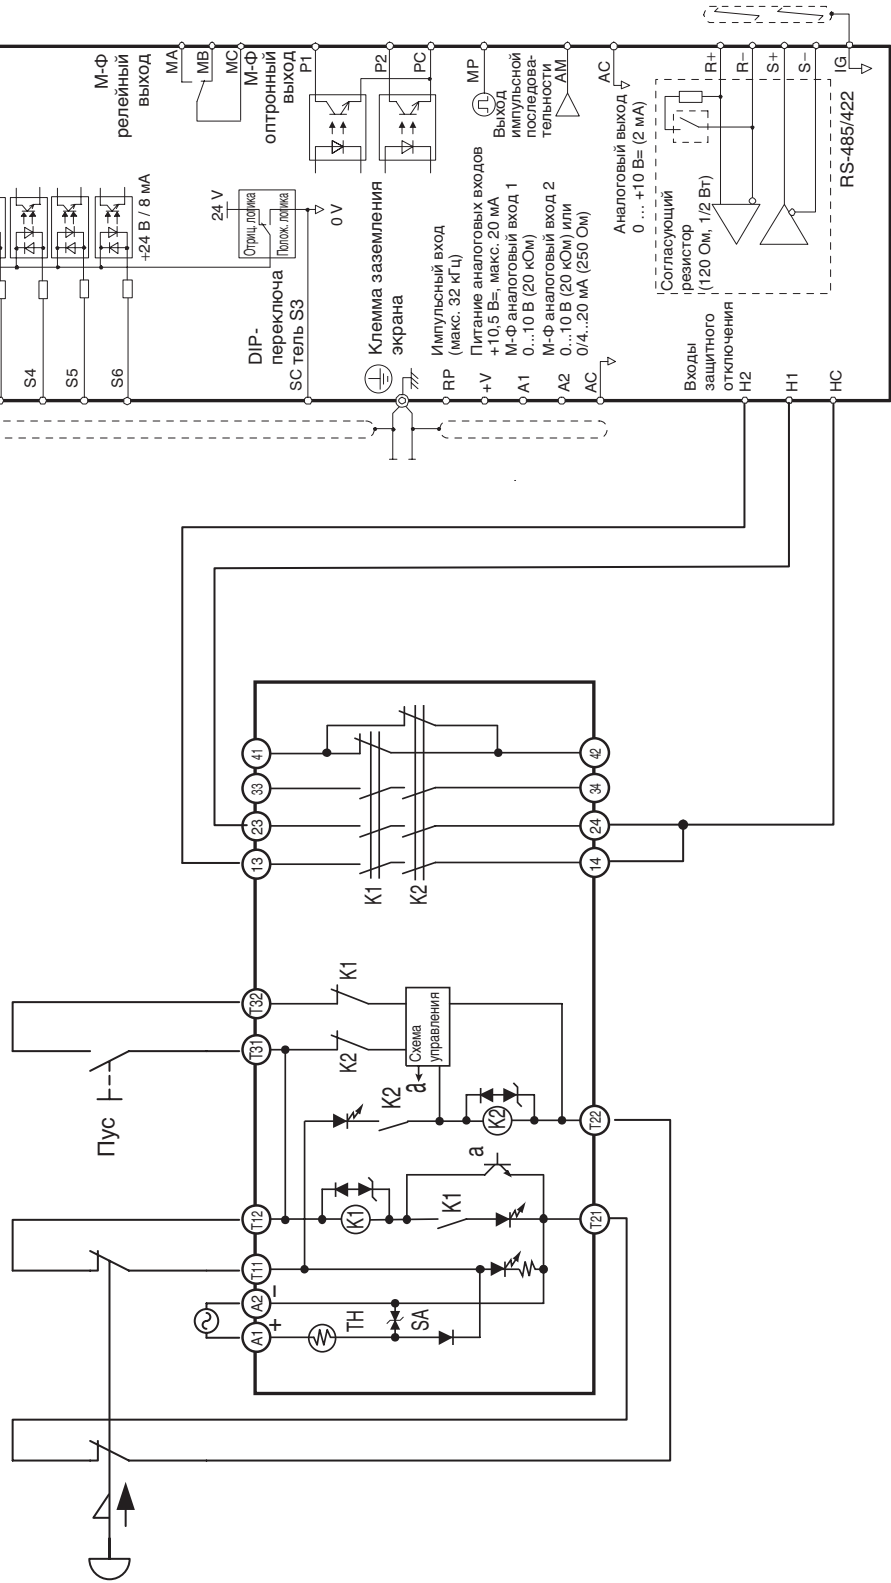 М-Ф
релейный
выход
MA
MB
MC
М-Ф
оптронный
выход
P1
P2
PC
MP
Выход
импульсной
последова-
тельности
AM
AC
Аналоговый выход
0 … +10 В= (2 мА)
R+
R−
S+
S−
IG
RS-485/422
Согласующий
резистор
(120 Ом, 1/2 Вт)
+24 В / 8 мА
24 V
Отриц. логика
Полож. логика
0 V
S4
S5
S6
DIP-
переключа
тель S3
SC
Клемма заземления
экрана
Импульсный вход
(макс. 32 кГц)
RP
Питание аналоговых входов
+10,5 В=, макс. 20 мА
+V
М-Ф аналоговый вход 1
0...10 В (20 кОм)
A1
М-Ф аналоговый вход 2
0...10 В (20 кОм) или
0/4...20 мА (250 Ом)
A2
AC
Входы
защитного
отключения
H2
H1
HC
41
33
23
13
42
34
24
14
K1
K2
T32
T31
K1
K2
Схема
управления
a
K2
K2
T22
Пус
a
T12
K1
K1
T21
T11
A2
−
A1
+
TH
SA